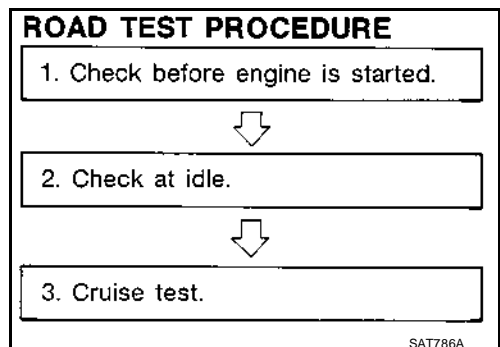 ROAD TEST PROCEDURE
1. Check before engine is started.
2. Check at idle.
3. Cruise test.
SAT786A